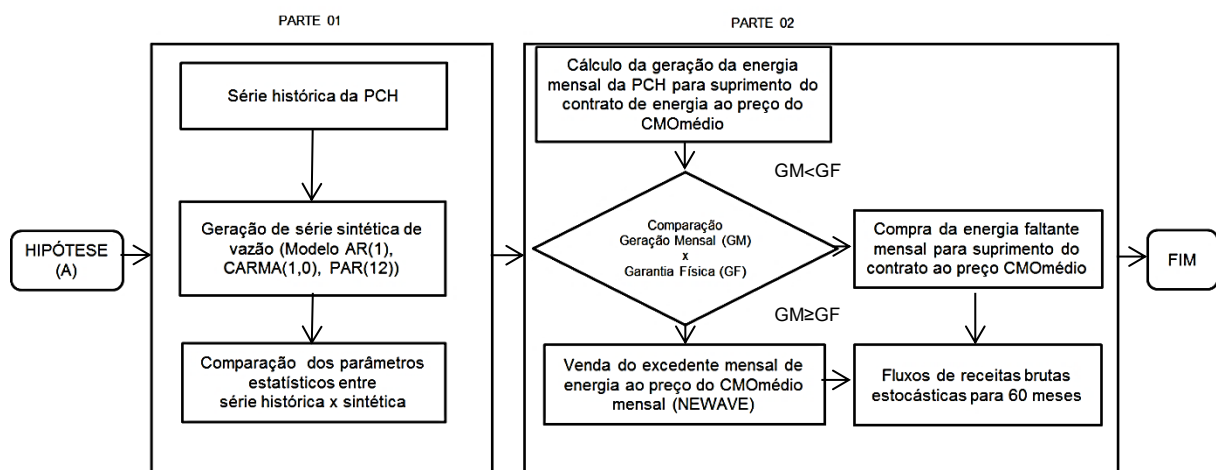 PARTE 01
PARTE 02
HIPÓTESE
(A)
Série histórica da PCH
Geração de série sintética de
vazão (Modelo AR(1),
CARMA(1,0), PAR(12))
Comparação dos parâmetros
estatísticos entre
série histórica x sintética
Cálculo da geração da energia
mensal da PCH para suprimento do
contrato de energia ao preço do
CMOmédio
GM<GF
Comparação
Geração Mensal (GM)
x
Garantia Física (GF)
Compra da energia faltante
mensal para suprimento do
contrato ao preço CMOmédio
GM≥GF
Venda do excedente mensal de
energia ao preço do CMOmédio
mensal (NEWAVE)
Fluxos de receitas brutas
estocásticas para 60 meses
FIM